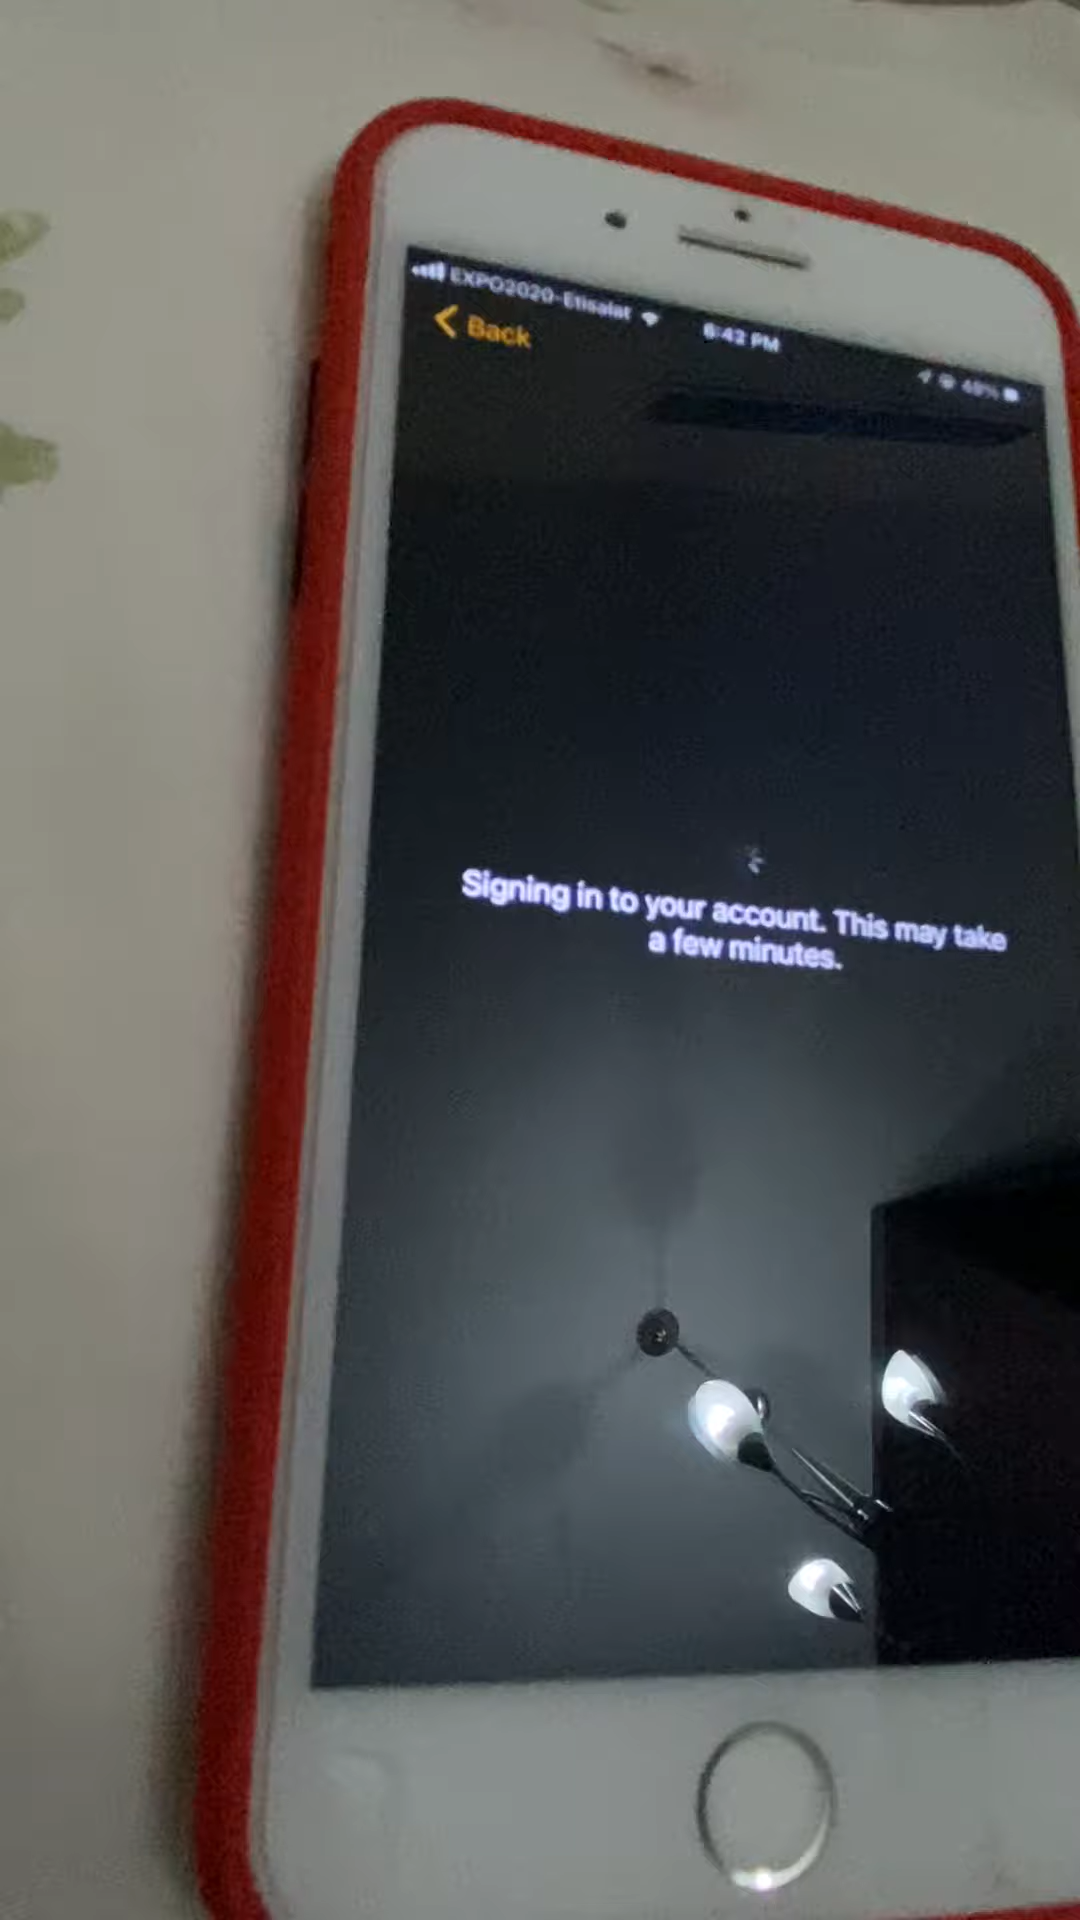 EXPO2020-Etisalat
6:42 PM
Back
Signing in to your account. This may take
a few minutes.